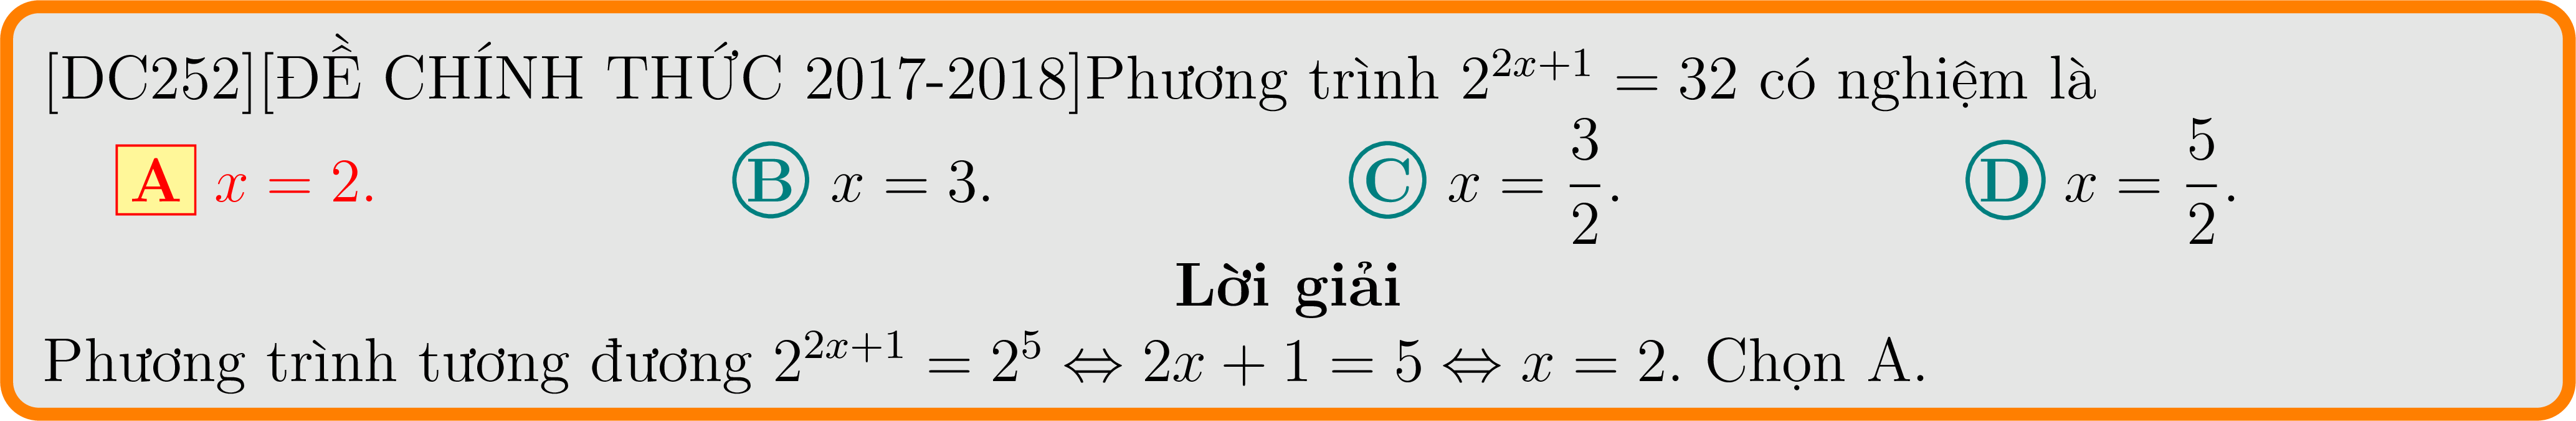 [DC252][ĐỀ CHÍNH THỨC 2017-2018]Phương trình $2^{2x+1} = 32$ có nghiệm là
A $x = 2.$ B $x = 3.$ C $x = \dfrac{3}{2}.$ D $x = \dfrac{5}{2}.$
Lời giải
Phương trình tương đương $2^{2x+1} = 2^5 \Leftrightarrow 2x + 1 = 5 \Leftrightarrow x = 2.$ Chọn A.